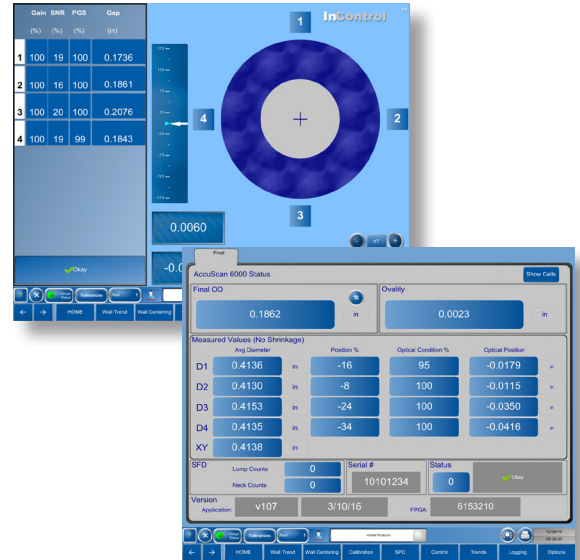 Gain SNR PGS Gap
(%) (%) (%) (in)
1 100 19 100 0.1736
2 100 16 100 0.1861
3 100 20 100 0.2076
4 100 19 99 0.1843
Okay
InControl
TM
1
2
3
4
0.0060
-0.0
x1
Tolerances
HOME Wall Trend Wall Centering
Final
AccuScan 6000 Status
Show Cells
Final OD
0.1862 in
Ovality
0.0023 in
Measured Values (No Shrinkage)
Avg Diameter Position % Optical Condition % Optical Position
D1 0.4136 in -16 95 -0.0179 in
D2 0.4130 in -8 100 -0.0115 in
D3 0.4153 in -24 100 -0.0350 in
D4 0.4135 in -34 100 -0.0416 in
XY 0.4138 in
SFD
Lump Counts 0
Neck Counts 0
Serial #
10101234
Status
0 Okay
Version
Application: v107 3/10/16 FPGA: 6153210
Tolerances
HOME Wall Trend Wall Centering Calibration SPC Control Trends Logging Options